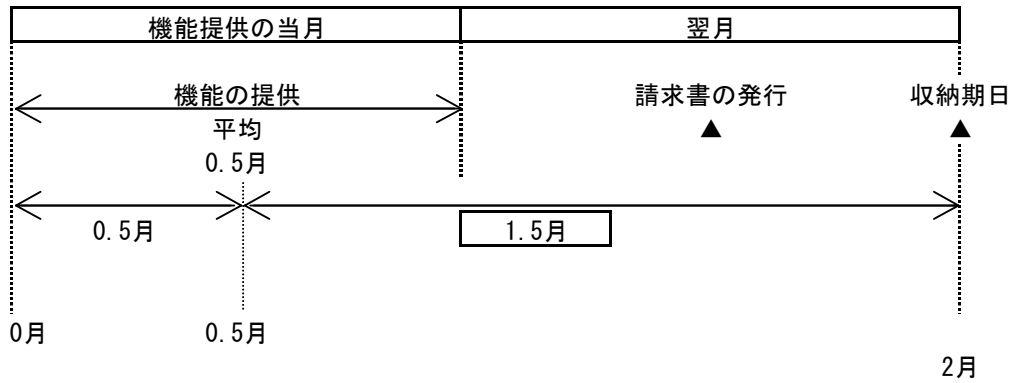 機能提供の当月 翌月
機能の提供 請求書の発行 収納期日
平均 ▲ ▲
0.5月
0.5月 1.5月
0月 0.5月
2月